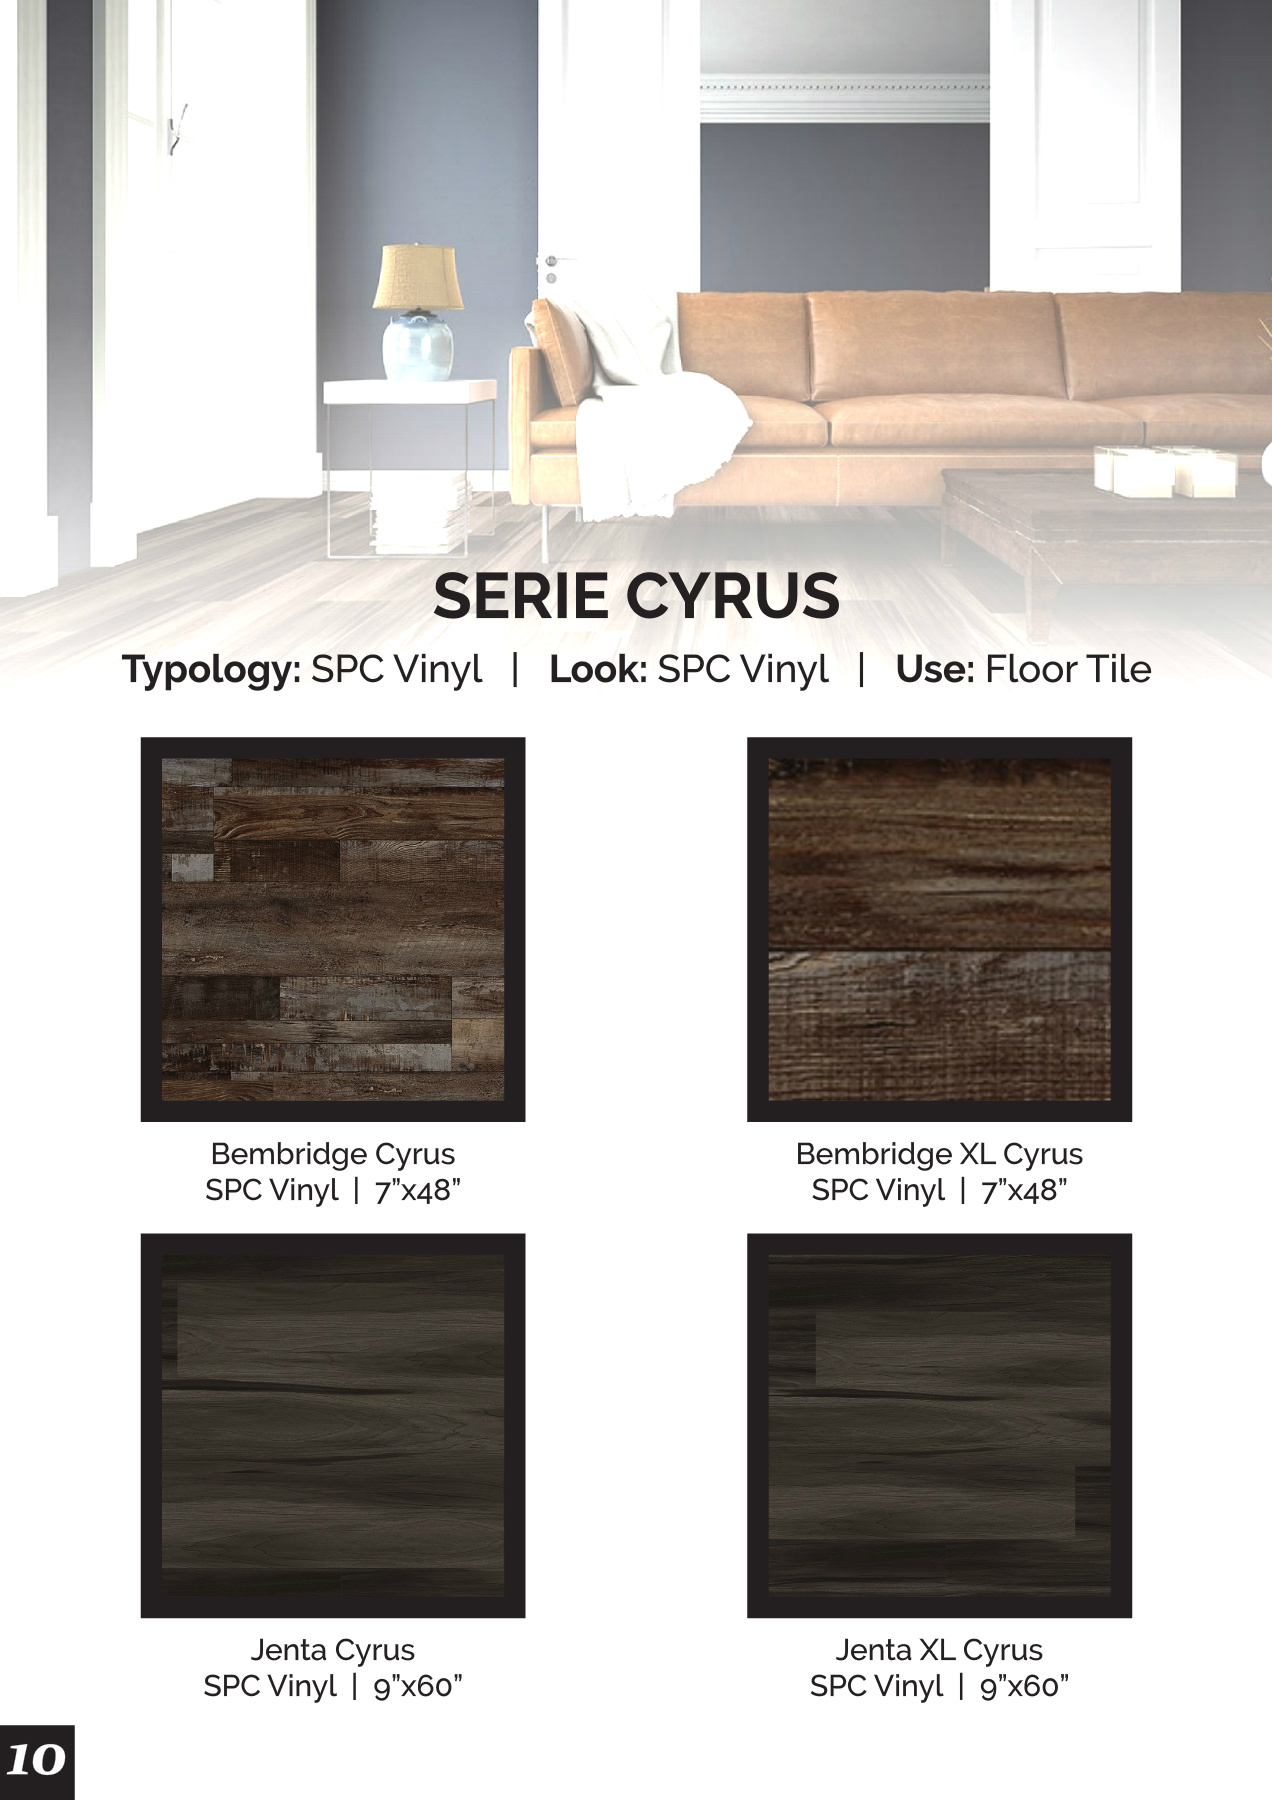 SERIE CYRUS
Typology: SPC Vinyl | Look: SPC Vinyl | Use: Floor Tile
Bembridge Cyrus
SPC Vinyl | 7”x48”
Bembridge XL Cyrus
SPC Vinyl | 7”x48”
Jenta Cyrus
SPC Vinyl | 9”x60”
Jenta XL Cyrus
SPC Vinyl | 9”x60”
10